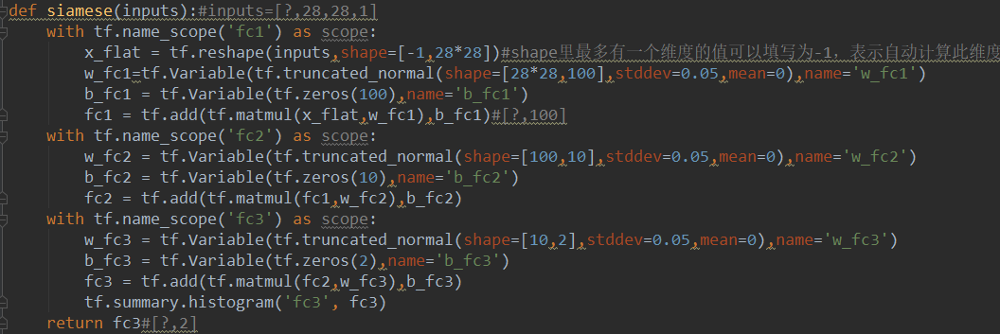 def siamese(inputs):#inputs=[?,28,28,1]
    with tf.name_scope('fc1') as scope:
        x_flat = tf.reshape(inputs,shape=[-1,28*28])#shape里最多有一个维度的值可以填写为-1，表示自动计算此维度
        w_fc1=tf.Variable(tf.truncated_normal(shape=[28*28,100],stddev=0.05,mean=0),name='w_fc1')
        b_fc1 = tf.Variable(tf.zeros(100),name='b_fc1')
        fc1 = tf.add(tf.matmul(x_flat,w_fc1),b_fc1)#[?,100]
    with tf.name_scope('fc2') as scope:
        w_fc2 = tf.Variable(tf.truncated_normal(shape=[100,10],stddev=0.05,mean=0),name='w_fc2')
        b_fc2 = tf.Variable(tf.zeros(10),name='b_fc2')
        fc2 = tf.add(tf.matmul(fc1,w_fc2),b_fc2)
    with tf.name_scope('fc3') as scope:
        w_fc3 = tf.Variable(tf.truncated_normal(shape=[10,2],stddev=0.05,mean=0),name='w_fc3')
        b_fc3 = tf.Variable(tf.zeros(2),name='b_fc3')
        fc3 = tf.add(tf.matmul(fc2,w_fc3),b_fc3)
        tf.summary.histogram('fc3', fc3)
    return fc3#[?,2]